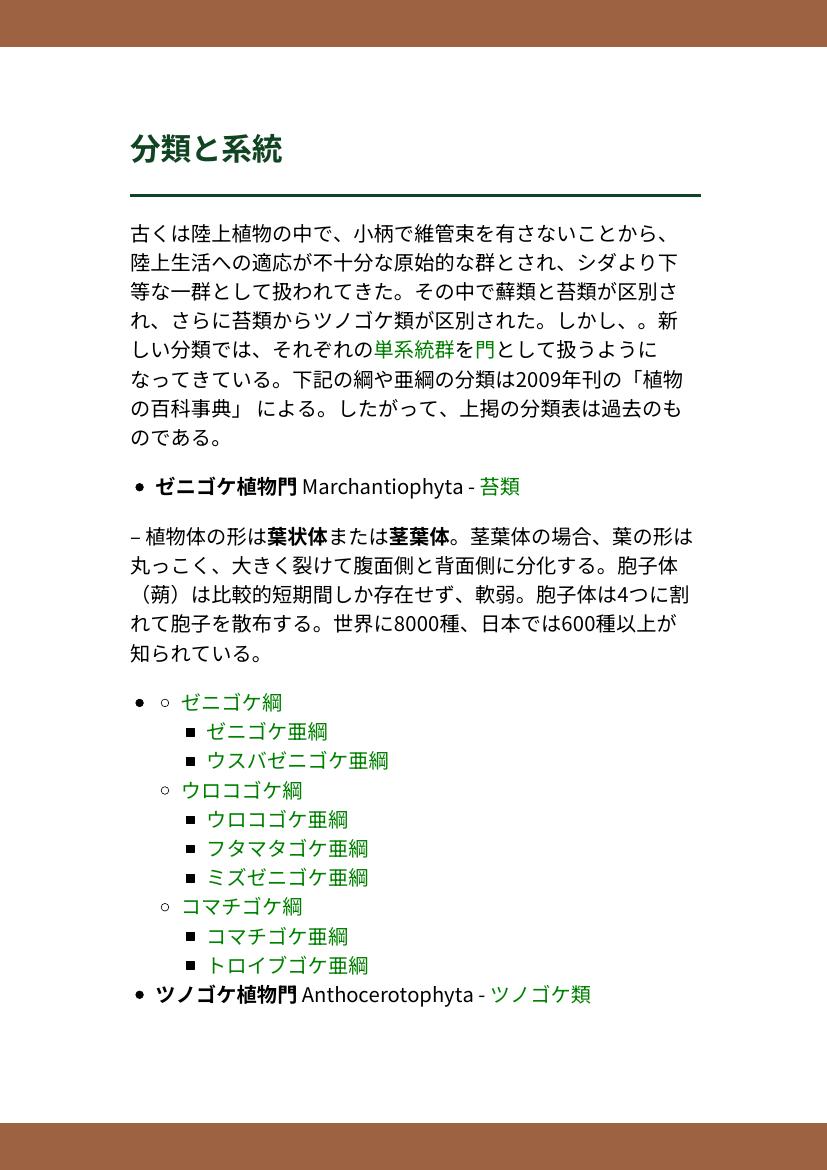 分類と系統
古くは陸上植物の中で、小柄で維管束を有さないことから、
陸上生活への適応が不十分な原始的な群とされ、シダより下
等な一群として扱われてきた。その中で蘚類と苔類が区別さ
れ、さらに苔類からツノゴケ類が区別された。しかし、。新
しい分類では、それぞれの単系統群を門として扱うように
なってきている。下記の綱や亜綱の分類は2009年刊の「植物
の百科事典」 による。したがって、上掲の分類表は過去のも
のである。
• ゼニゴケ植物門 Marchantiophyta - 苔類
– 植物体の形は葉状体または茎葉体。茎葉体の場合、葉の形は
丸っこく、大きく裂けて腹面側と背面側に分化する。胞子体
（蒴）は比較的短期間しか存在せず、軟弱。胞子体は4つに割
れて胞子を散布する。世界に8000種、日本では600種以上が
知られている。
• ◦ ゼニゴケ綱
▪ ゼニゴケ亜綱
▪ ウスバゼニゴケ亜綱
◦ ウロコゴケ綱
▪ ウロコゴケ亜綱
▪ フタマタゴケ亜綱
▪ ミズゼニゴケ亜綱
◦ コマチゴケ綱
▪ コマチゴケ亜綱
▪ トロイブゴケ亜綱
• ツノゴケ植物門 Anthocerotophyta - ツノゴケ類